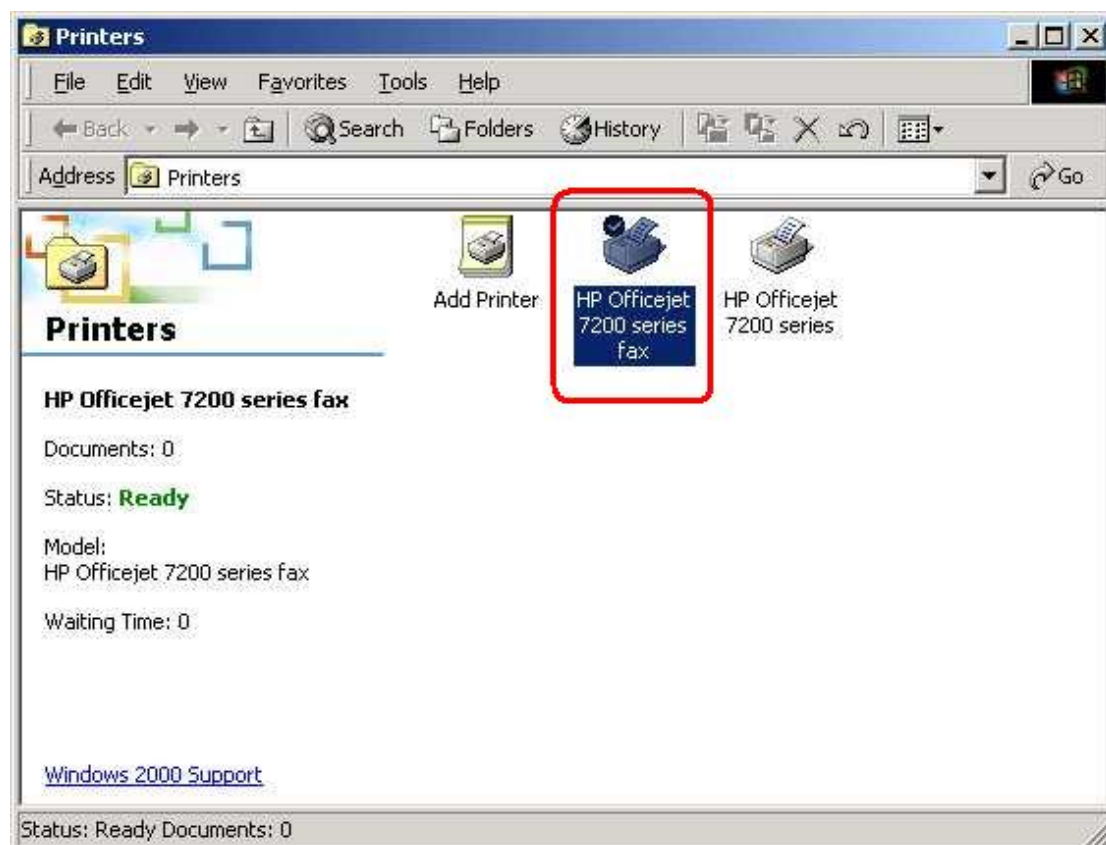 Printers
File Edit View Favorites Tools Help
Back Search Folders History
Address Printers Go
Add Printer
HP Officejet
7200 series
fax
HP Officejet
7200 series
Printers
HP Officejet 7200 series fax
Documents: 0
Status: Ready
Model:
HP Officejet 7200 series fax
Waiting Time: 0
Windows 2000 Support
Status: Ready Documents: 0